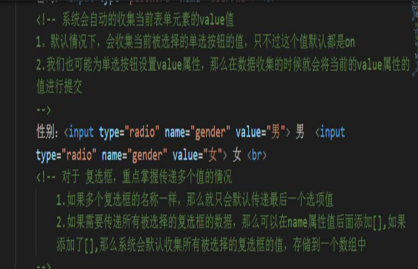 <!-- 系统会自动的收集当前表单元素的value值
1，默认情况下，会收集当前被选择的单选按钮的值，只不过这个值默认都是on
2.我们也可能为单选按钮设置value属性，那么在数据收集的时候就会将当前的value属性的
值进行提交
-->
性别：<input type="radio" name="gender" value="男"> 男 <input
type="radio" name="gender" value="女"> 女 <br>
<!-- 对于 复选框，重点掌握传递多个值的情况
1.如果多个复选框的名称一样，那么就只会默认传递最后一个选项值
2.如果需要传递所有被选择的复选框的数据，那么可以在name属性值后面添加[],如果
添加了[],那么系统会默认收集所有被选择的复选框的值，存储到一个数组中
-->